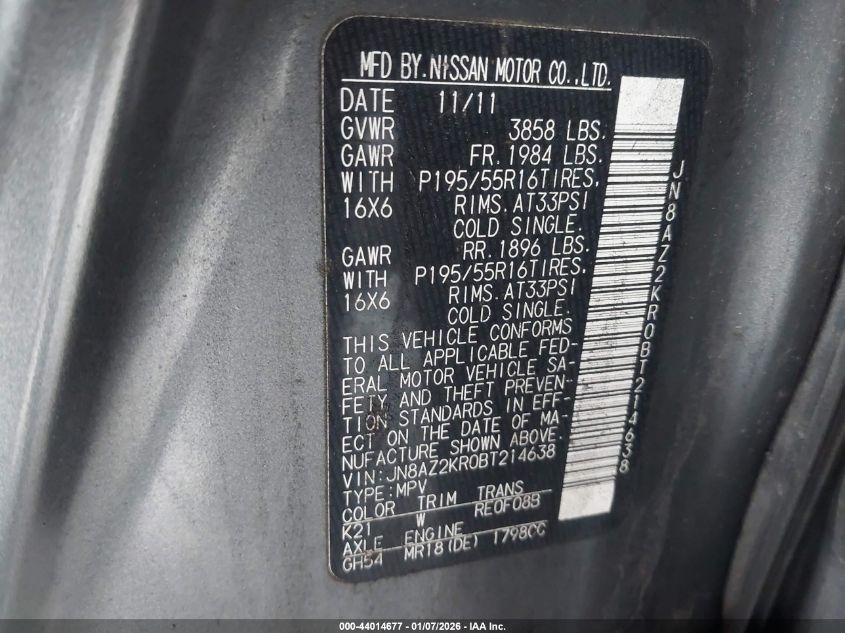 MFD BY.NISSAN MOTOR CO.,LTD.
DATE 11/11
GVWR 3858 LBS.
GAWR FR.1984 LBS.
WITH P195/55R16TIRES,
16X6 RIMS.AT33PSI
COLD SINGLE.
GAWR RR.1896 LBS.
WITH P195/55R16TIRES,
16X6 RIMS.AT33PSI
COLD SINGLE.
THIS VEHICLE CONFORMS
TO ALL APPLICABLE FED-
ERAL MOTOR VEHICLE SA-
FETY AND THEFT PREVEN-
TION STANDARDS IN EFF-
ECT ON THE DATE OF MA-
NUFACTURE SHOWN ABOVE.
VIN:JN8AZ2KR0BT214638
TYPE:MPV
COLOR TRIM TRANS
K21 W RE0F08B
AXLE ENGINE
GH54 MR18(DE) 1798CC
JN8AZ2KR0BT214638
000-44014677 - 01/07/2026 - IAA Inc.